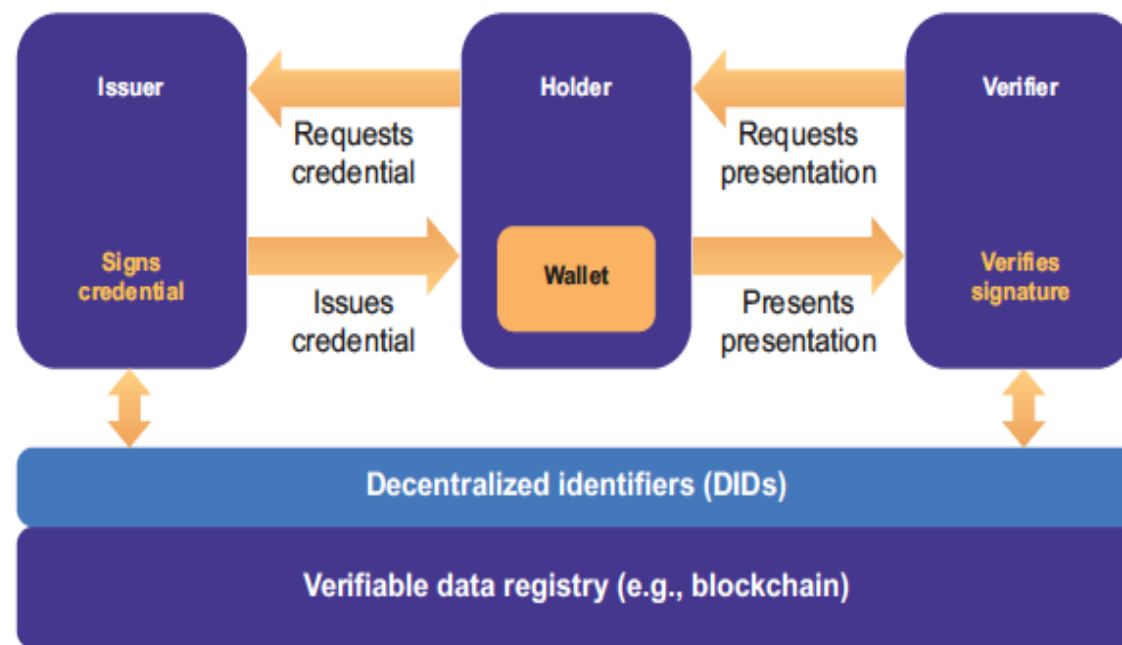 Issuer
Holder
Verifier
Requests
credential
Requests
presentation
Signs
credential
Wallet
Verifies
signature
Issues
credential
Presents
presentation
Decentralized identifiers (DIDs)
Verifiable data registry (e.g., blockchain)